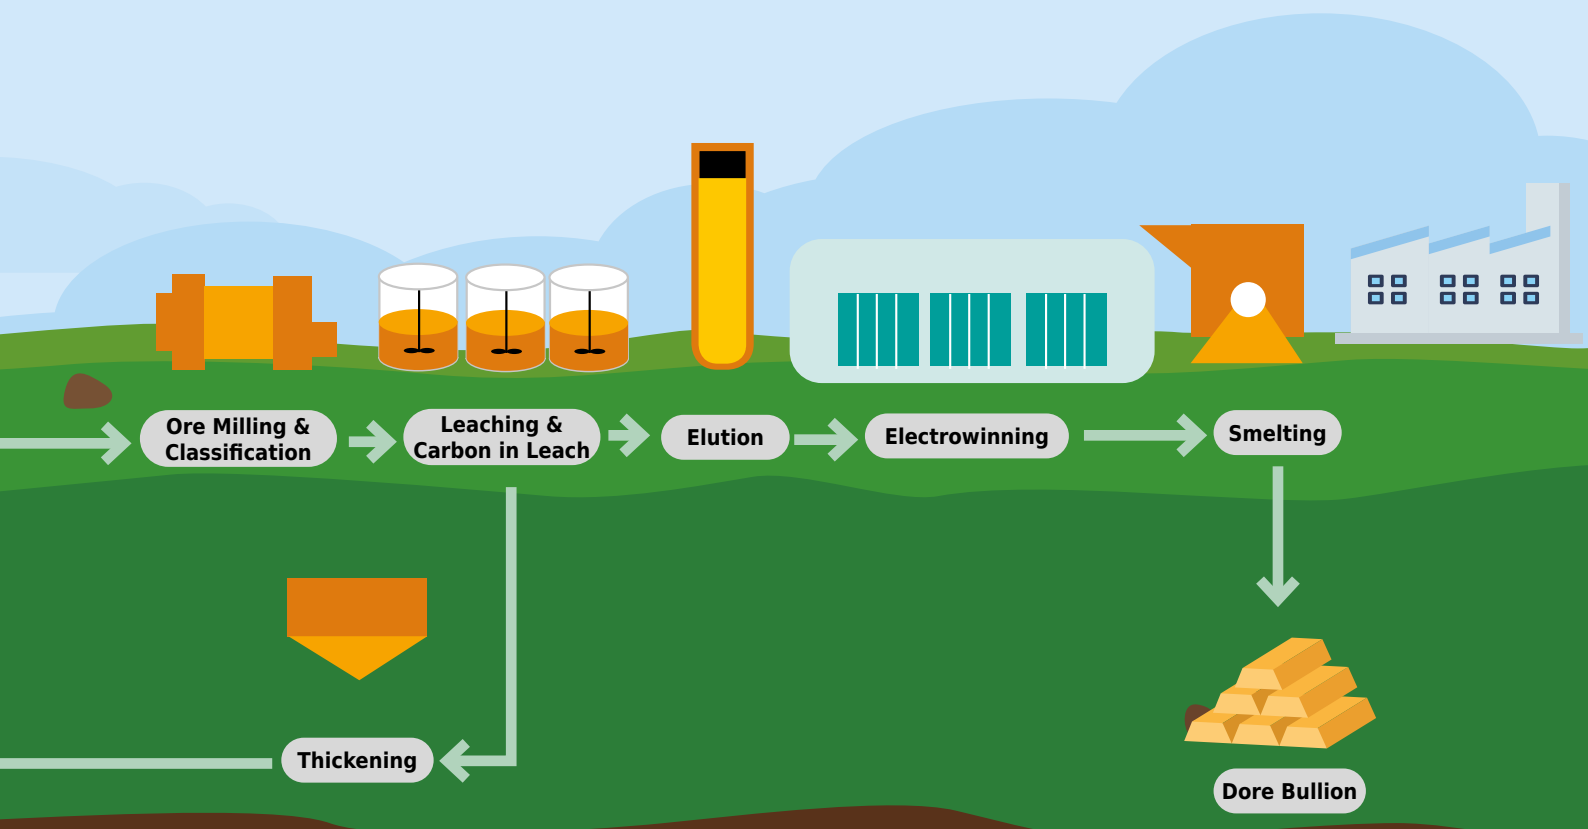 Ore Milling &
Classification
Leaching &
Carbon in Leach
Elution
Electrowinning
Smelting
Thickening
Dore Bullion